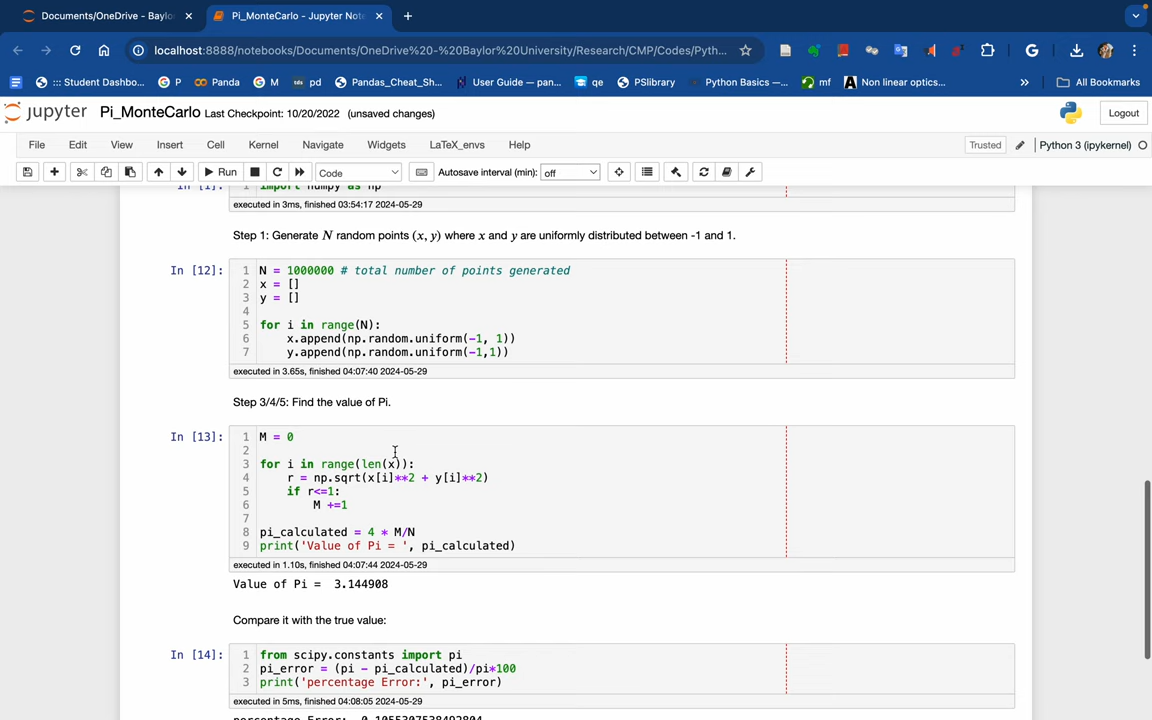 Documents/OneDrive - Baylo
Pi_MonteCarlo - Jupyter Not
localhost:8888/notebooks/Documents/OneDrive%20-%20Baylor%20University/Research/CMP/Codes/Pyth...
::: Student Dashbo...
P
Panda
M
tds pd
Pandas_Cheat_Sh...
User Guide — pan...
qe
PSlibrary
Python Basics —...
mf
Non linear optics...
»
All Bookmarks
jupyter Pi_MonteCarlo Last Checkpoint: 10/20/2022 (unsaved changes)
Logout
File Edit View Insert Cell Kernel Navigate Widgets LaTeX_envs Help
Trusted
Python 3 (ipykernel)
Run
Code
Autosave interval (min): off
In [1]: 1 import numpy as np
executed in 3ms, finished 03:54:17 2024-05-29
Step 1: Generate N random points (x, y) where x and y are uniformly distributed between -1 and 1.
In [12]: 1 N = 1000000 # total number of points generated
2 x = []
3 y = []
4
5 for i in range(N):
6 x.append(np.random.uniform(-1, 1))
7 y.append(np.random.uniform(-1,1))
executed in 3.65s, finished 04:07:40 2024-05-29
Step 3/4/5: Find the value of Pi.
In [13]: 1 M = 0
2
3 for i in range(len(x)):
4 r = np.sqrt(x[i]**2 + y[i]**2)
5 if r<=1:
6 M +=1
7
8 pi_calculated = 4 * M/N
9 print('Value of Pi = ', pi_calculated)
executed in 1.10s, finished 04:07:44 2024-05-29
Value of Pi =  3.144908
Compare it with the true value:
In [14]: 1 from scipy.constants import pi
2 pi_error = (pi - pi_calculated)/pi*100
3 print('percentage Error:', pi_error)
executed in 5ms, finished 04:08:05 2024-05-29